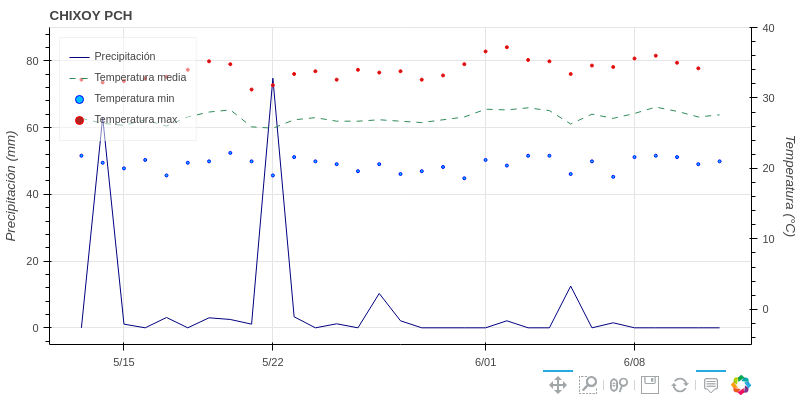 CHIXOY PCH
Precipitación
Temperatura media
Temperatura min
Temperatura max
Precipitación (mm)
80
60
40
20
0
Temperatura (°C)
40
30
20
10
0
5/15
5/22
6/01
6/08